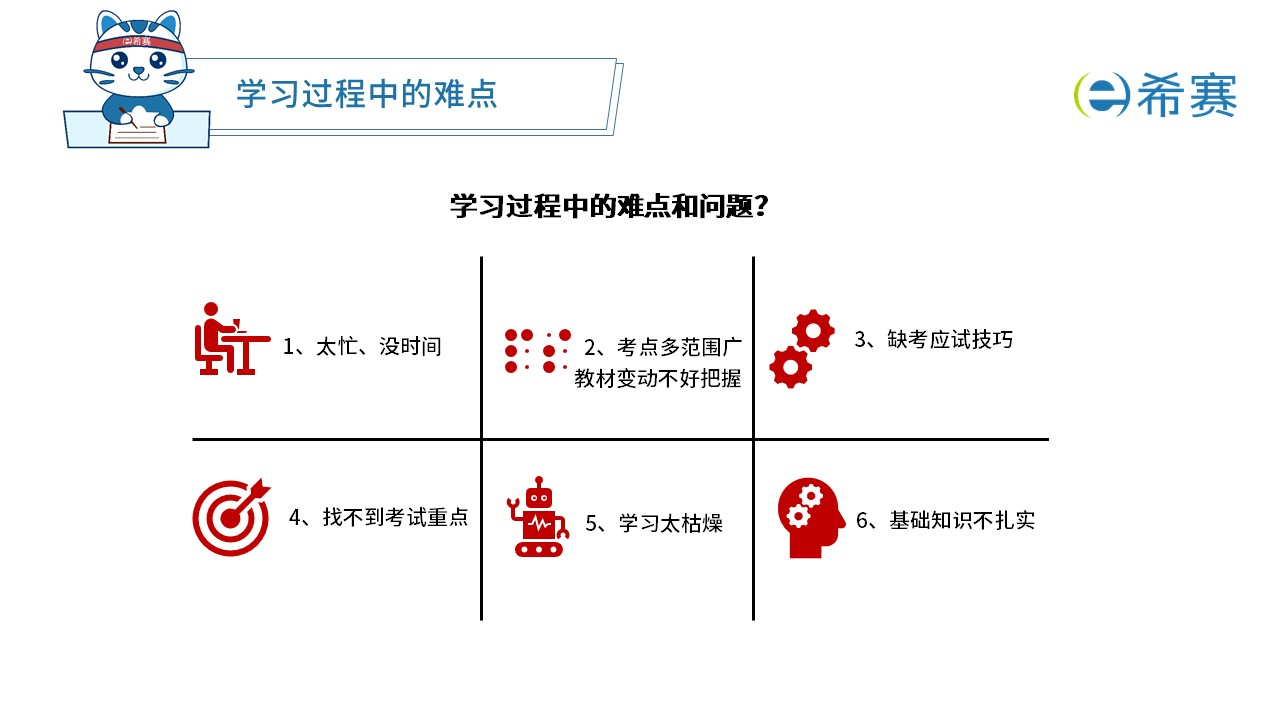 希赛
学习过程中的难点
希赛
学习过程中的难点和问题?
1、太忙、没时间
2、考点多范围广
教材变动不好把握
3、缺考应试技巧
4、找不到考试重点
5、学习太枯燥
6、基础知识不扎实